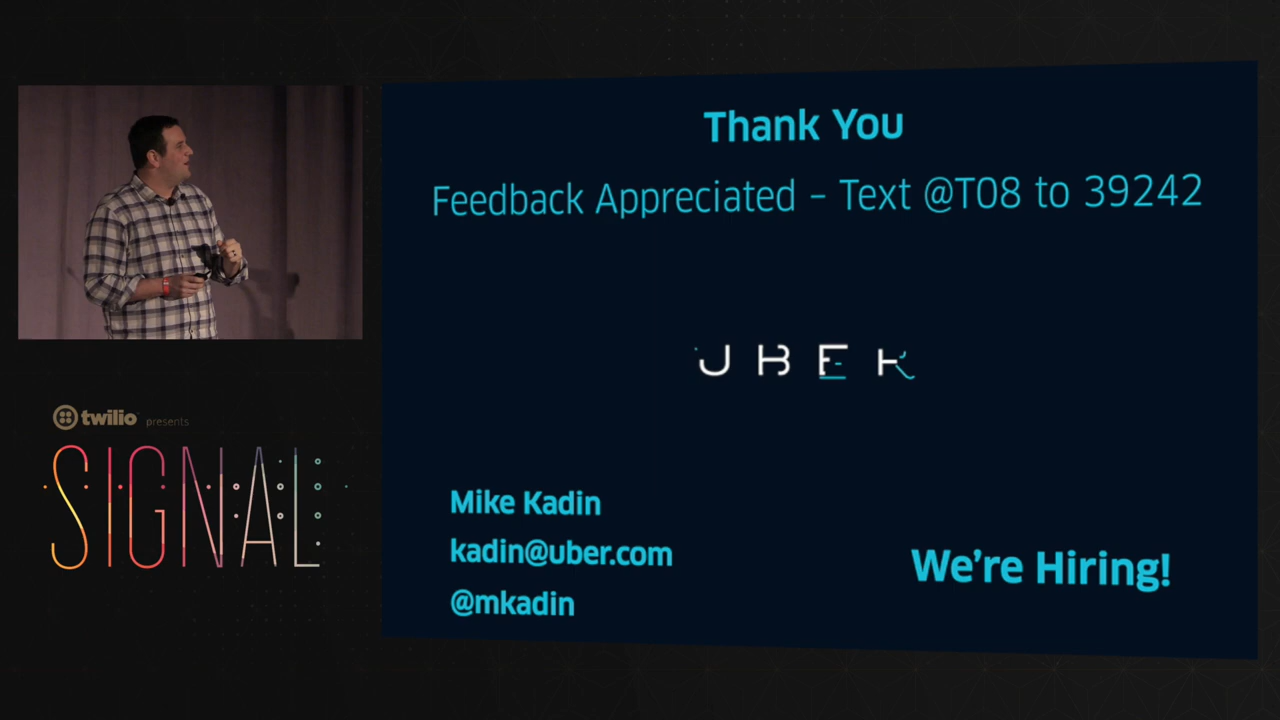 Thank You
Feedback Appreciated – Text @T08 to 39242
UBER
twilio presents
SIGNAL
Mike Kadin
kadin@uber.com
@mkadin
We're Hiring!